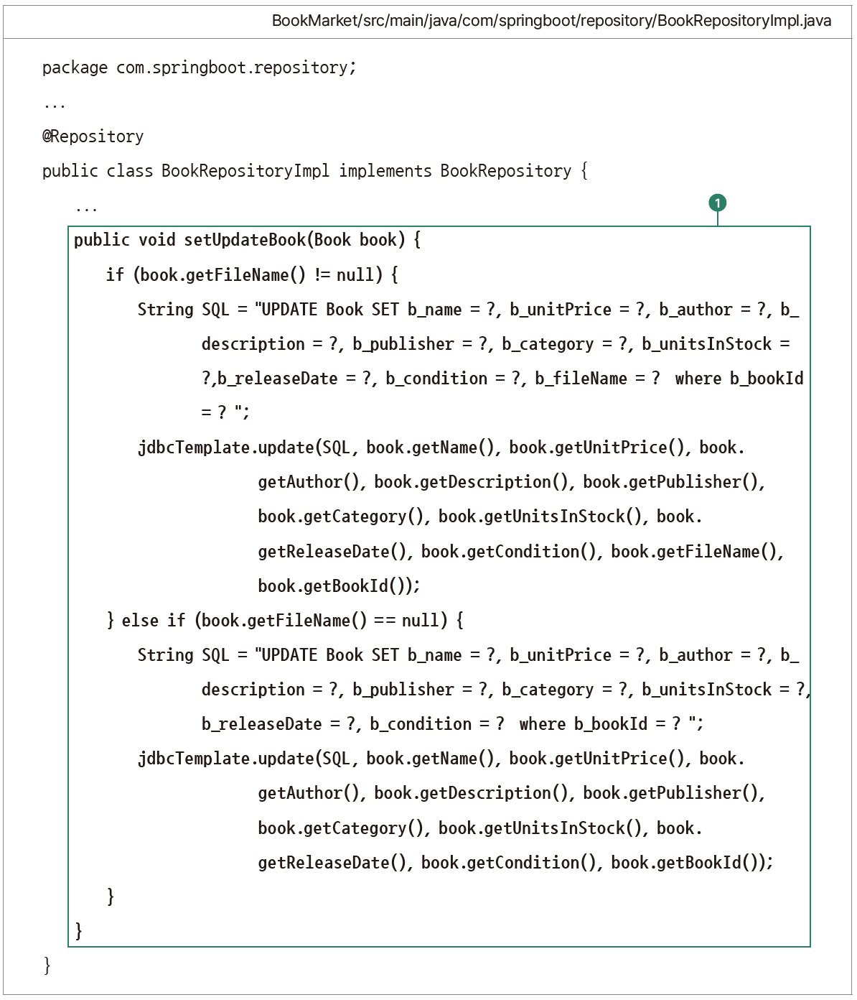 BookMarket/src/main/java/com/springboot/repository/BookRepositoryImpl.java
package com.springboot.repository;
...
@Repository
public class BookRepositoryImpl implements BookRepository {
...
1
public void setUpdateBook(Book book) {
if (book.getFileName() != null) {
String SQL = "UPDATE Book SET b_name = ?, b_unitPrice = ?, b_author = ?, b_
description = ?, b_publisher = ?, b_category = ?, b_unitsInStock =
?,b_releaseDate = ?, b_condition = ?, b_fileName = ?  where b_bookId
= ? ";
jdbcTemplate.update(SQL, book.getName(), book.getUnitPrice(), book.
getAuthor(), book.getDescription(), book.getPublisher(),
book.getCategory(), book.getUnitsInStock(), book.
getReleaseDate(), book.getCondition(), book.getFileName(),
book.getBookId());
} else if (book.getFileName() == null) {
String SQL = "UPDATE Book SET b_name = ?, b_unitPrice = ?, b_author = ?, b_
description = ?, b_publisher = ?, b_category = ?, b_unitsInStock = ?,
b_releaseDate = ?, b_condition = ?  where b_bookId = ? ";
jdbcTemplate.update(SQL, book.getName(), book.getUnitPrice(), book.
getAuthor(), book.getDescription(), book.getPublisher(),
book.getCategory(), book.getUnitsInStock(), book.
getReleaseDate(), book.getCondition(), book.getBookId());
}
}
}